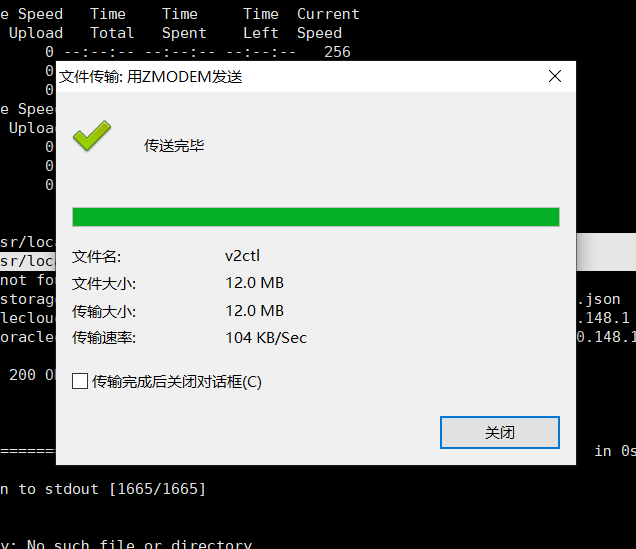 e Speed Time Time Time Current
Upload Total Spent Left Speed
0 --:--:-- --:--:-- --:--:-- 256
0
文件传输: 用ZMODEM发送
0
e Speed
传送完毕
0
0
0
sr/loc
sr/loc
文件名: v2ctl
not fo
文件大小: 12.0 MB
storag .json
传输大小: 12.0 MB
lecloud .148.1
传输速率: 104 KB/Sec
oracle 0.148.1
200 O
传输完成后关闭对话框(C)
关闭
======= in 0s
n to stdout [1665/1665]
y: No such file or directory